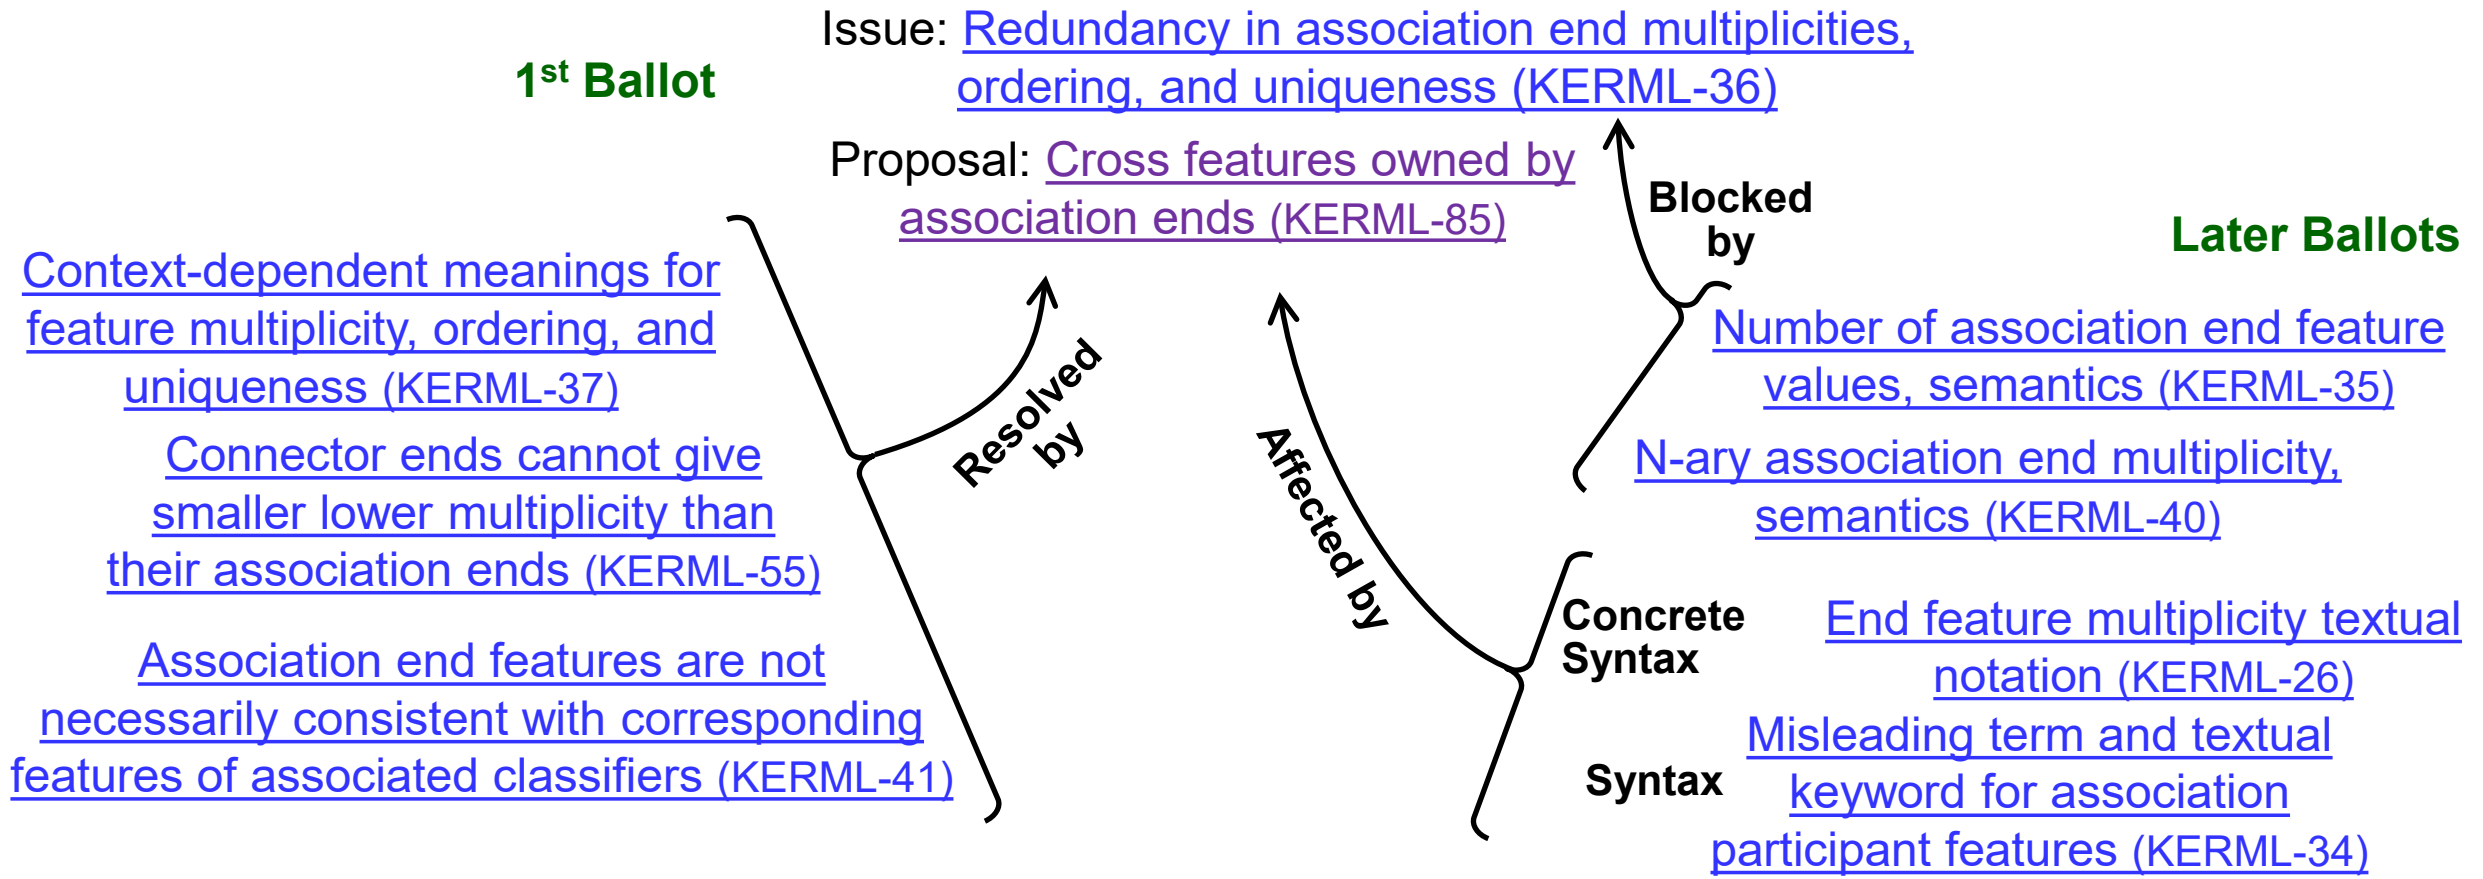 Issue: Redundancy in association end multiplicities,
ordering, and uniqueness (KERML-36)
1st Ballot
Proposal: Cross features owned by
association ends (KERML-85)
Blocked
by
Later Ballots
Context-dependent meanings for
feature multiplicity, ordering, and
uniqueness (KERML-37)
Connector ends cannot give
smaller lower multiplicity than
their association ends (KERML-55)
Association end features are not
necessarily consistent with corresponding
features of associated classifiers (KERML-41)
Resolved
by
Affected by
Number of association end feature
values, semantics (KERML-35)
N-ary association end multiplicity,
semantics (KERML-40)
Concrete
Syntax
End feature multiplicity textual
notation (KERML-26)
Syntax
Misleading term and textual
keyword for association
participant features (KERML-34)